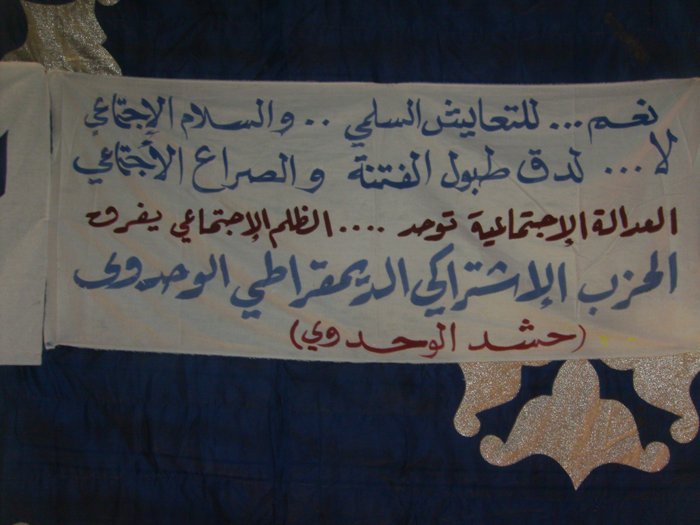 نعم ... للتعايش السلمي .. والسلام الإجتماعي
لا ... لدق طبول الفتنة والصراع الأجتماعي
العدالة الإجتماعية توحد .... الظلم الإجتماعي يفرق
الحزب الإشتراكي الديمقراطي الوحدوى
(حشد الوحدوي)